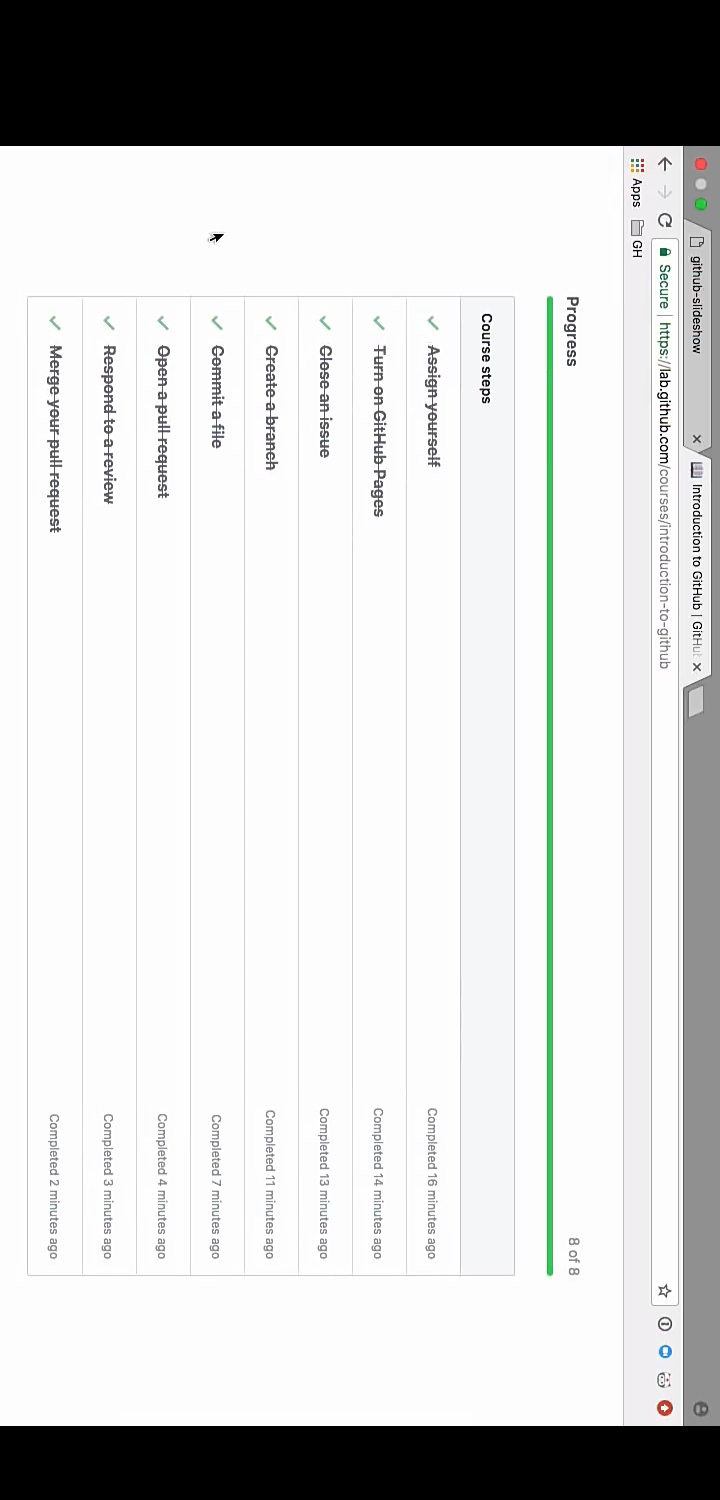 github-slideshow
Introduction to GitHub | GitHu
Secure | https://lab.github.com/courses/introduction-to-github
Apps GH
Progress 8 of 8
Course steps
Assign yourself Completed 16 minutes ago
Turn on GitHub Pages Completed 14 minutes ago
Close an issue Completed 13 minutes ago
Create a branch Completed 11 minutes ago
Commit a file Completed 7 minutes ago
Open a pull request Completed 4 minutes ago
Respond to a review Completed 3 minutes ago
Merge your pull request Completed 2 minutes ago